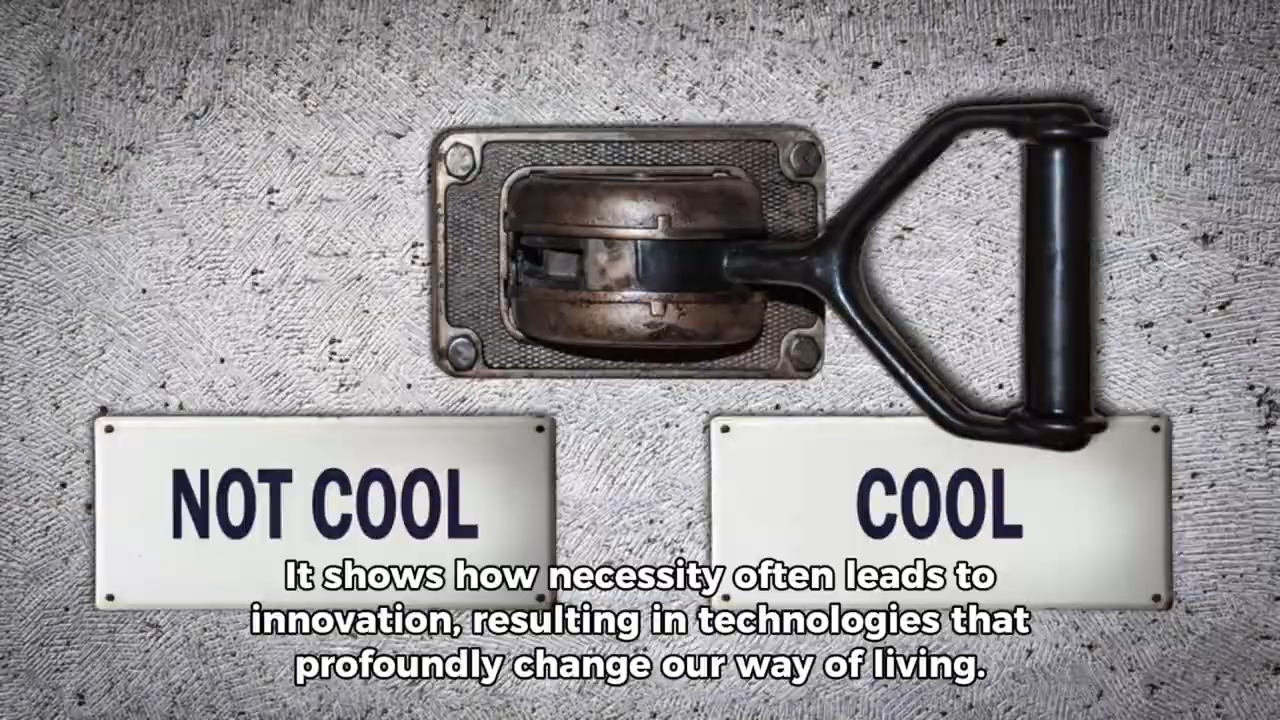 NOT COOL
COOL
It shows how necessity often leads to
innovation, resulting in technologies that
profoundly change our way of living.